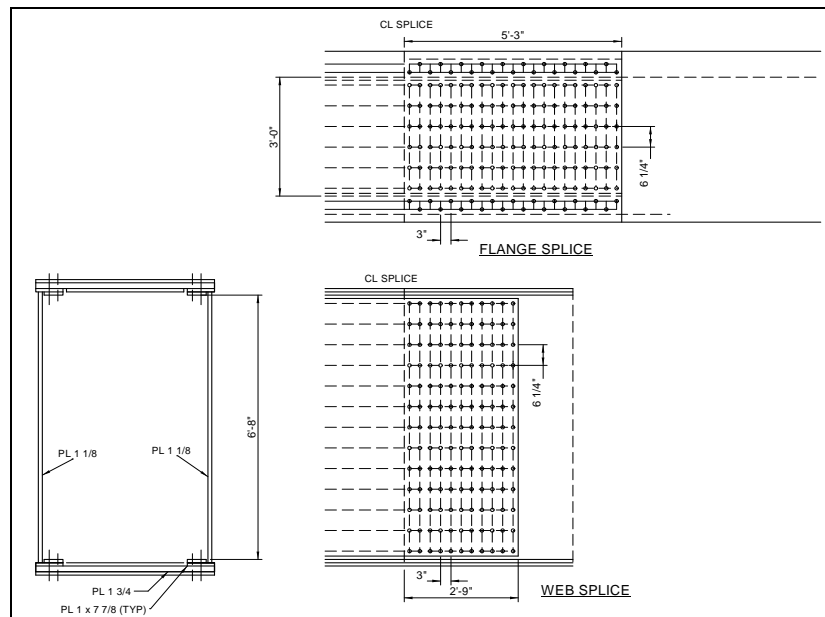 CL SPLICE
5'-3"
3'-0"
6 1/4"
3"
FLANGE SPLICE
CL SPLICE
6 1/4"
6'-8"
PL 1 1/8
PL 1 1/8
3"
2'-9"
WEB SPLICE
PL 1 3/4
PL 1 x 7 7/8 (TYP)